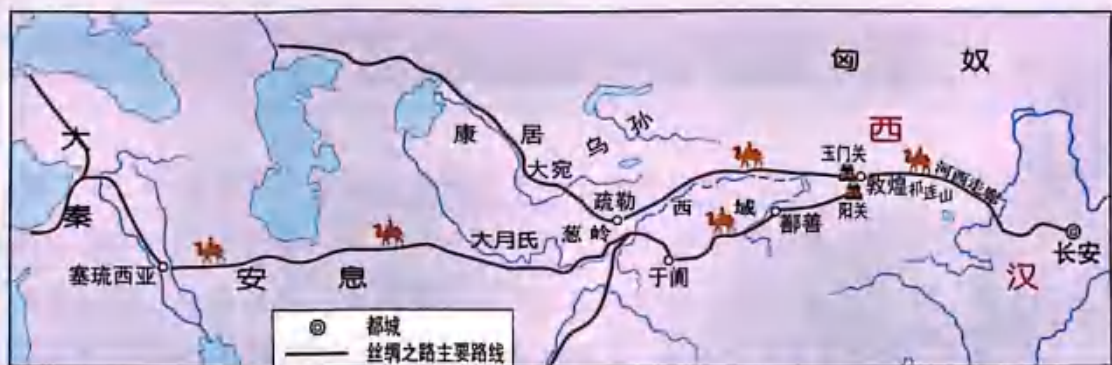 匈奴
西
汉
大秦
康居
乌孙
大宛
玉门关
敦煌
祁连山
河西走廊
疏勒
西域
阳关
鄯善
长安
葱岭
大月氏
于阗
塞琉西亚
安息
都城
丝绸之路主要路线